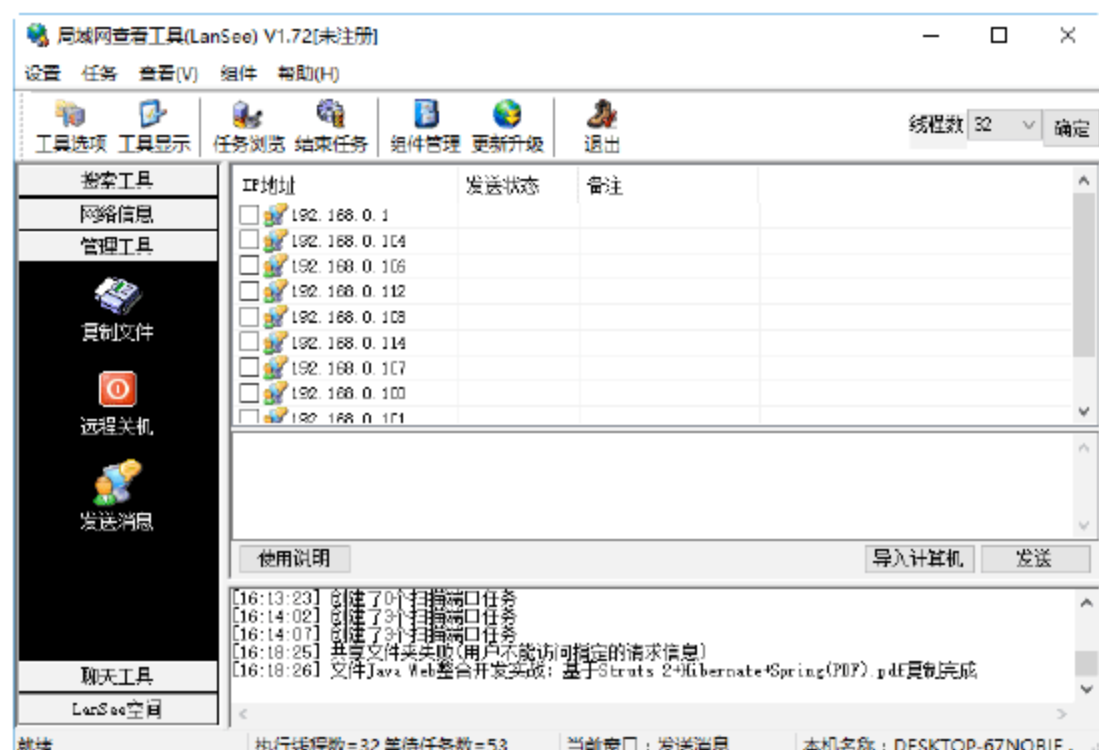 局域网查看工具(LanSee) V1.72[未注册]
设置 任务 查看(V) 组件 帮助(H)
工具选项 工具显示 任务浏览 结束任务 组件管理 更新升级 退出 线程数 32 确定
搜索工具
网络信息
管理工具
复制文件
远程关机
发送消息
聊天工具
LanSee空间
IP地址 发送状态 备注
192.168.0.1
192.168.0.104
192.168.0.106
192.168.0.112
192.168.0.108
192.168.0.114
192.168.0.107
192.168.0.100
192.168.0.101
使用说明 导入计算机 发送
[16:13:23] 创建了0个扫描端口任务
[16:14:02] 创建了3个扫描端口任务
[16:14:07] 创建了3个扫描端口任务
[16:18:25] 共享文件夹失败(用户不能访问指定的请求信息)
[16:18:26] 文件Java Web整合开发实战:基于Struts 2+Hibernate+Spring(PDF).pdf复制完成
就绪 执行线程数=32 等待任务数=53 当前窗口:发送消息 本机名称:DESKTOP-67NOBIF